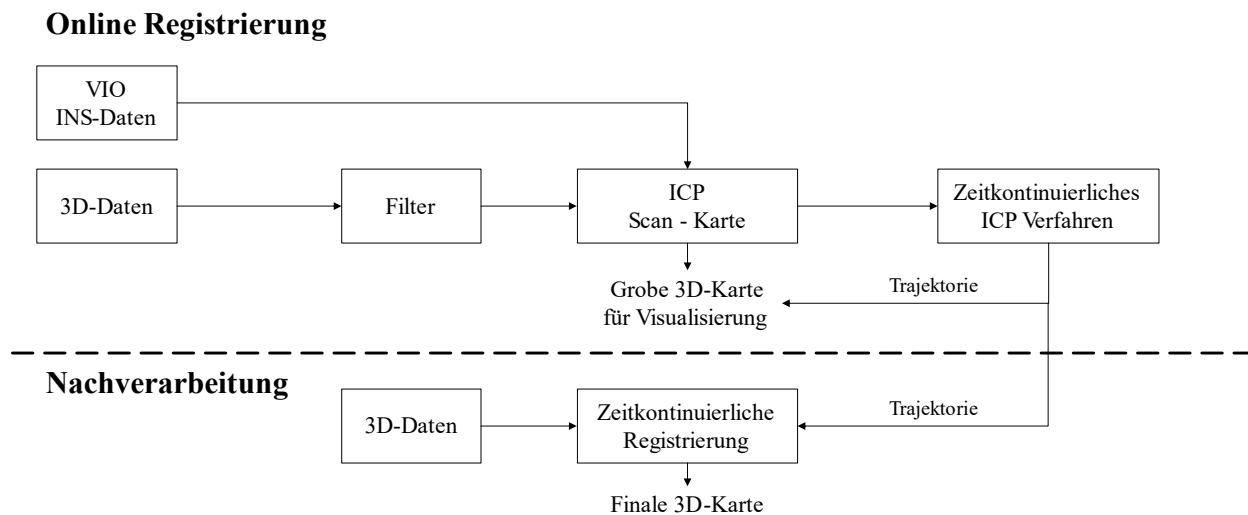 Online Registrierung
VIO
INS-Daten
3D-Daten
Filter
ICP
Scan - Karte
Zeitkontinuierliches
ICP Verfahren
Grobe 3D-Karte
für Visualisierung
Trajektorie
Nachverarbeitung
3D-Daten
Zeitkontinuierliche
Registrierung
Trajektorie
Finale 3D-Karte